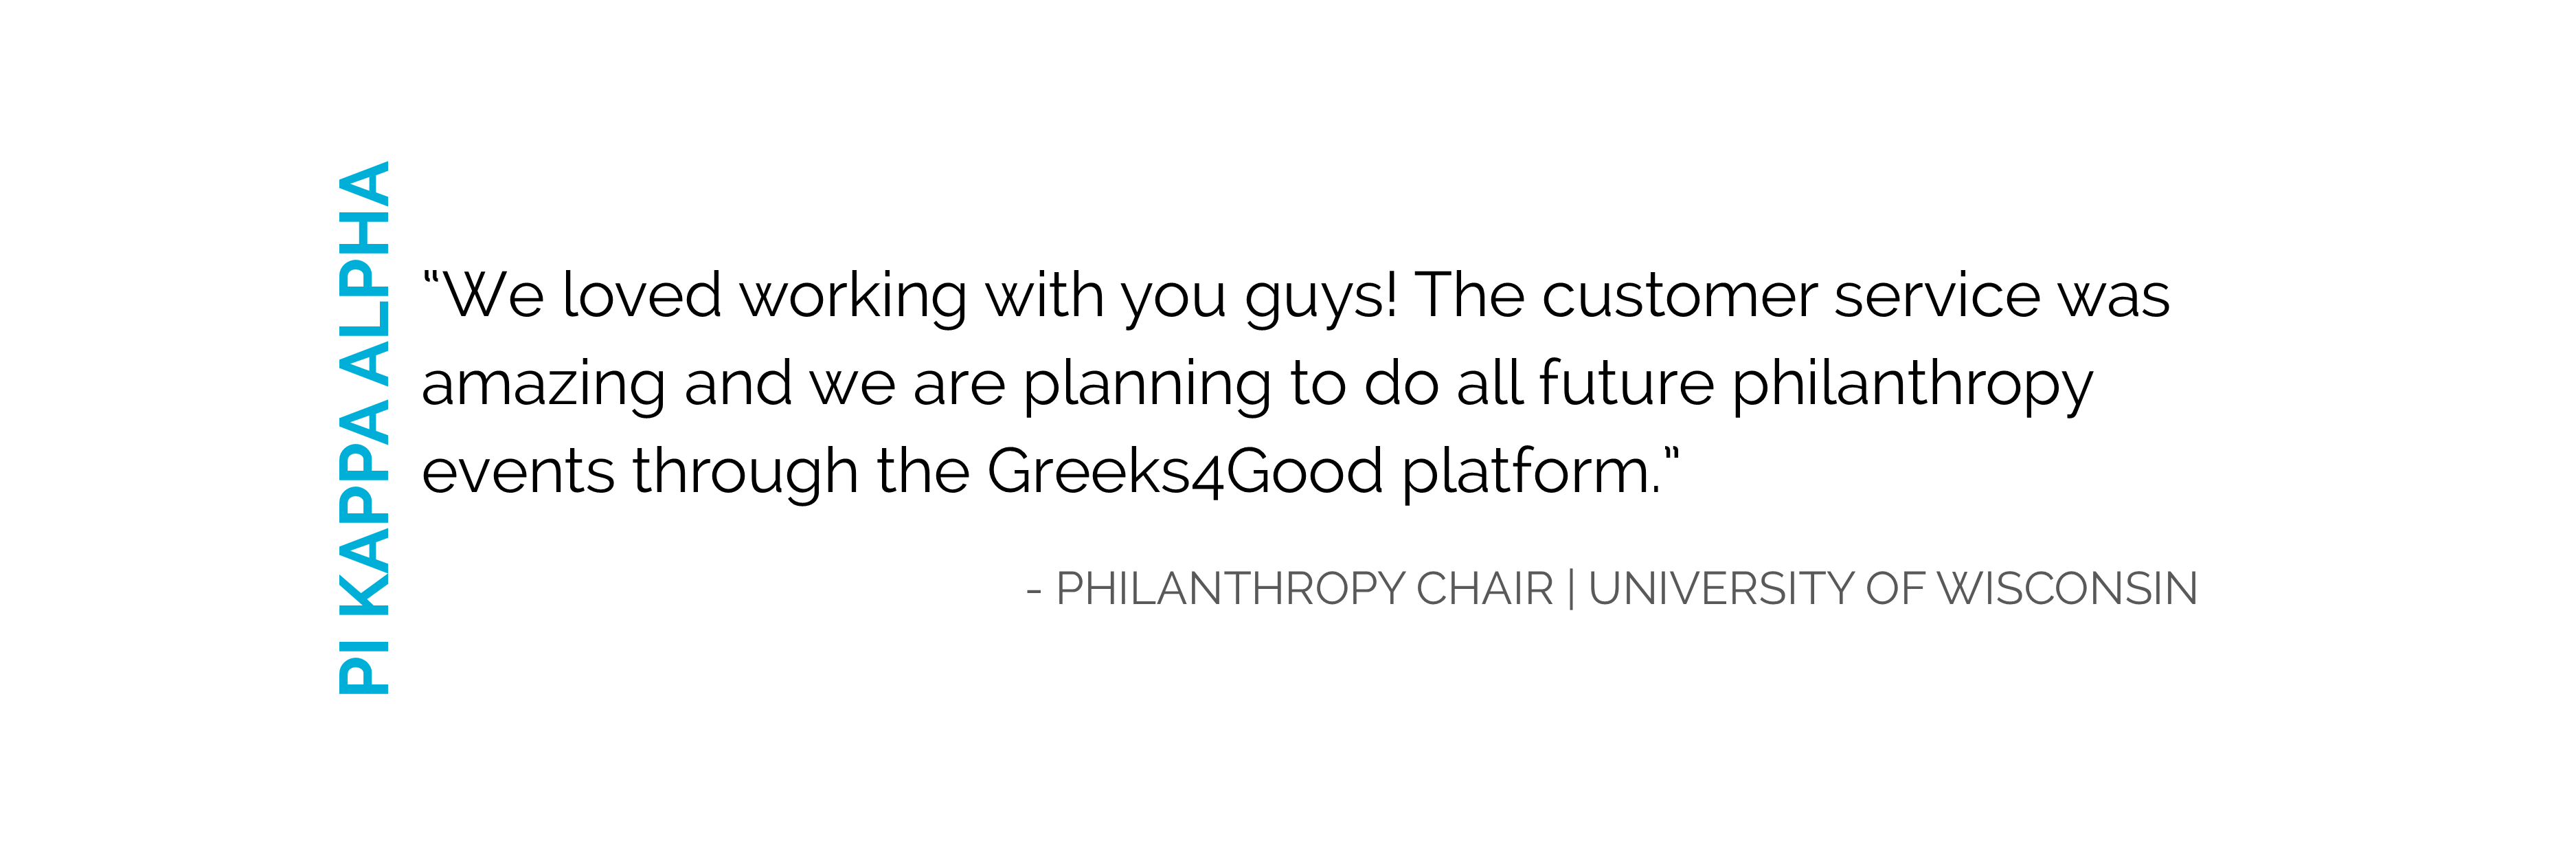 PI KAPPA ALPHA
“We loved working with you guys! The customer service was
amazing and we are planning to do all future philanthropy
events through the Greeks4Good platform.”
- PHILANTHROPY CHAIR | UNIVERSITY OF WISCONSIN